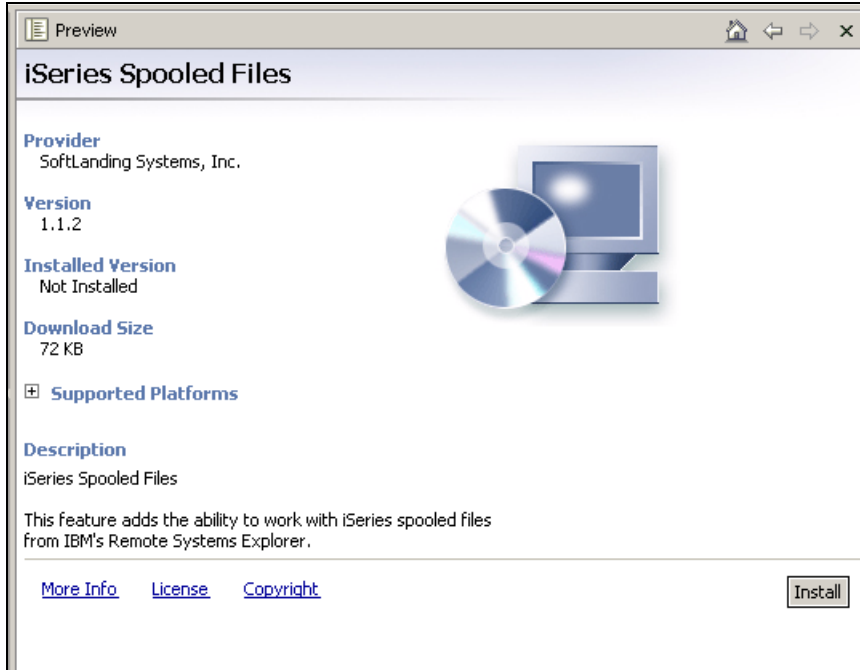 Preview
iSeries Spooled Files
Provider
SoftLanding Systems, Inc.
Version
1.1.2
Installed Version
Not Installed
Download Size
72 KB
Supported Platforms
Description
iSeries Spooled Files
This feature adds the ability to work with iSeries spooled files
from IBM's Remote Systems Explorer.
More Info License Copyright Install